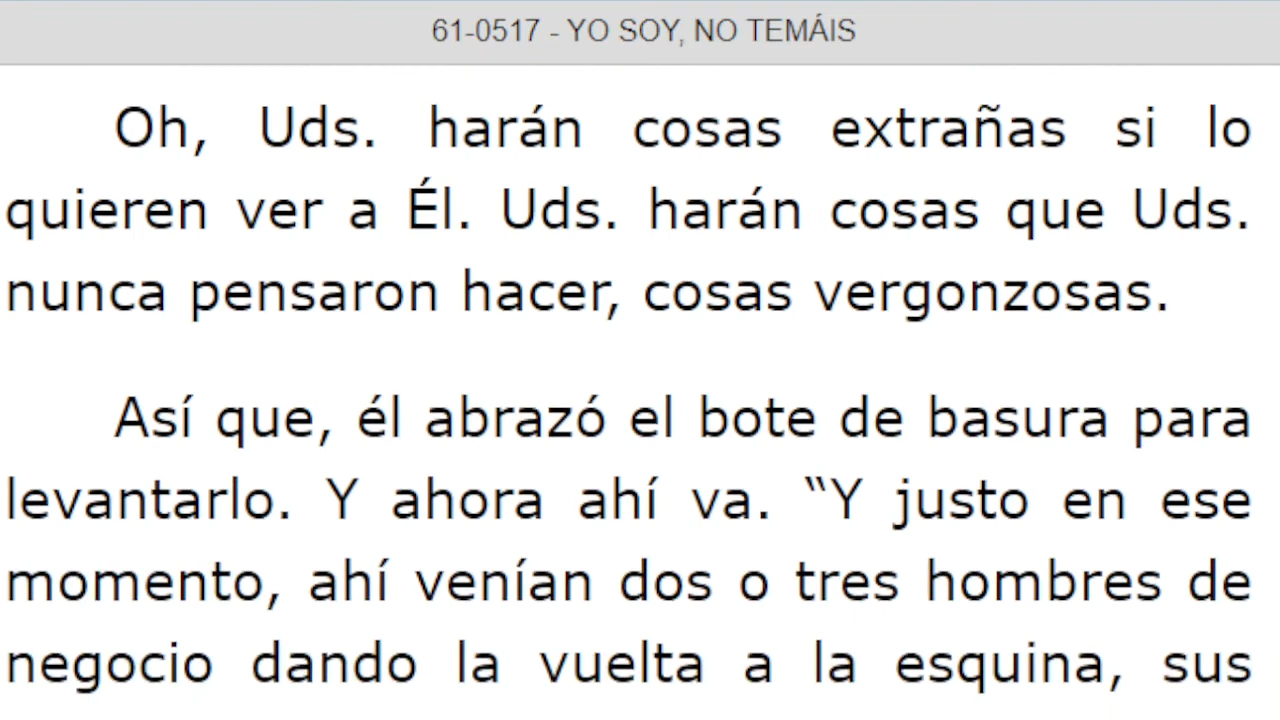 61-0517 - YO SOY, NO TEMÁIS
Oh, Uds. harán cosas extrañas si lo
quieren ver a Él. Uds. harán cosas que Uds.
nunca pensaron hacer, cosas vergonzosas.
Así que, él abrazó el bote de basura para
levantarlo. Y ahora ahí va. “Y justo en ese
momento, ahí venían dos o tres hombres de
negocio dando la vuelta a la esquina, sus